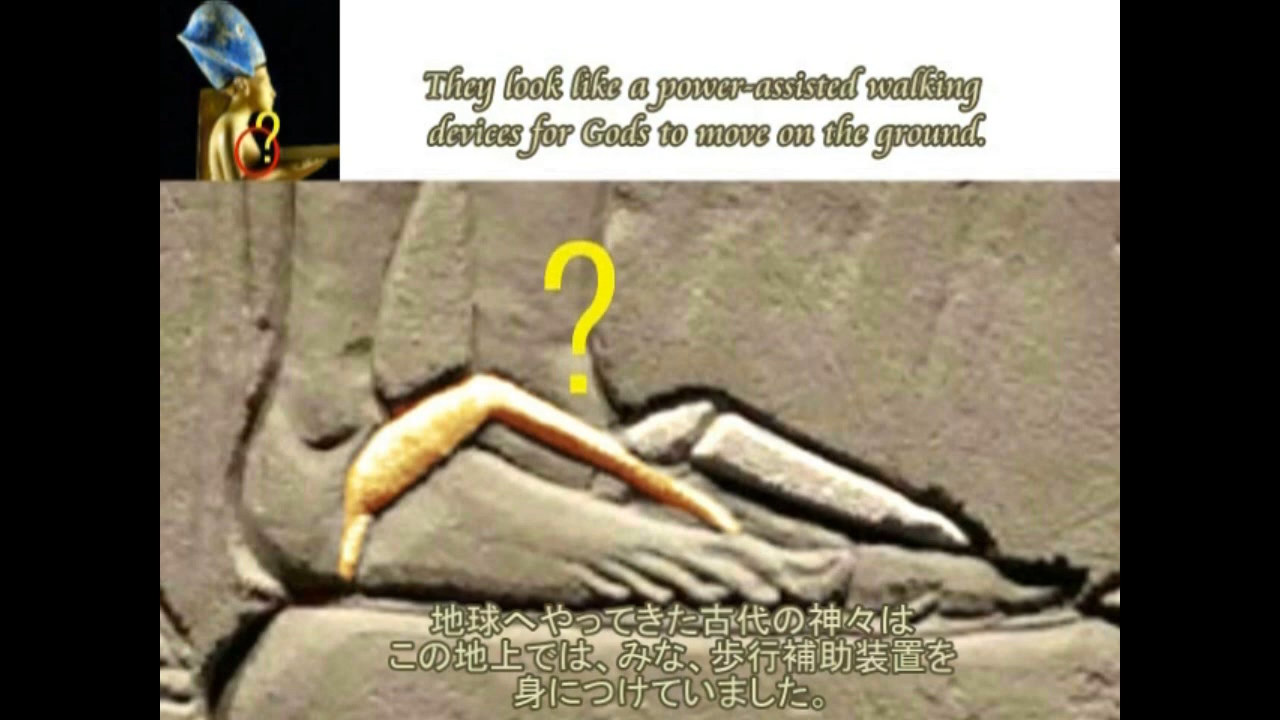 They look like a power-assisted walking
devices for Gods to move on the ground.
?
?
地球へやってきた古代の神々は
この地上では、みな、歩行補助装置を
身につけていました。